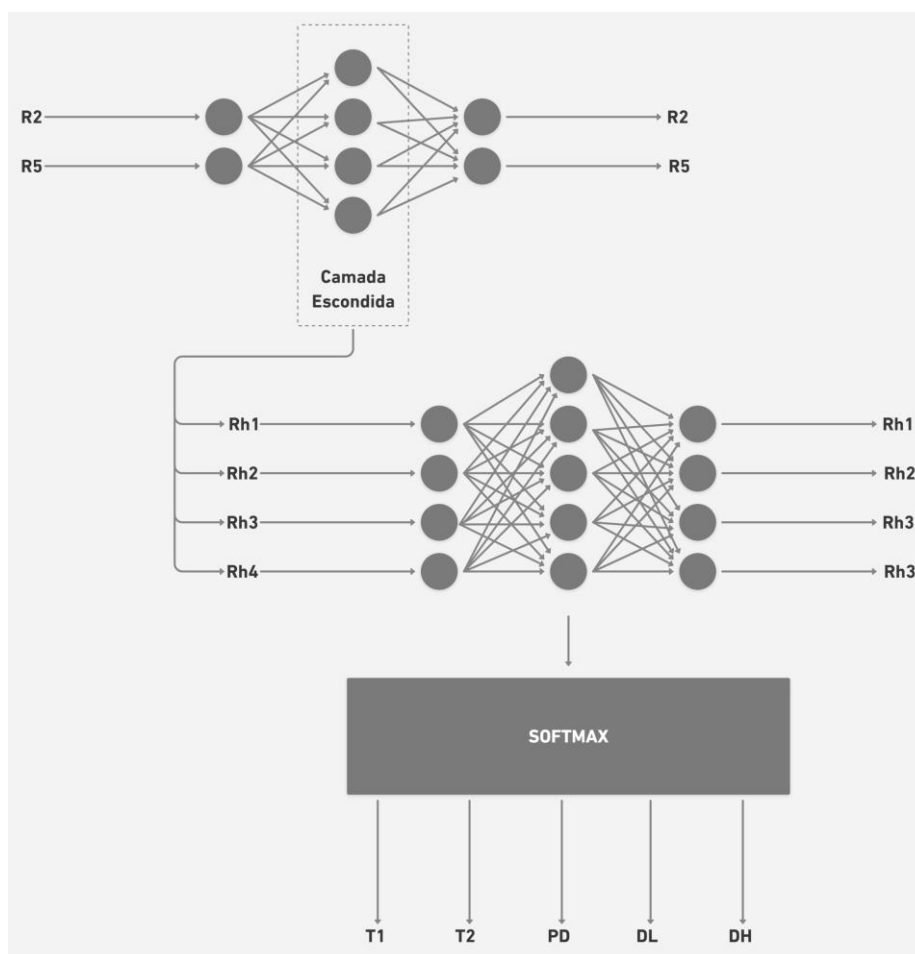 R2
R2
R5
R5
Camada
Escondida
Rh1
Rh1
Rh2
Rh2
Rh3
Rh3
Rh4
Rh3
SOFTMAX
T1
T2
PD
DL
DH